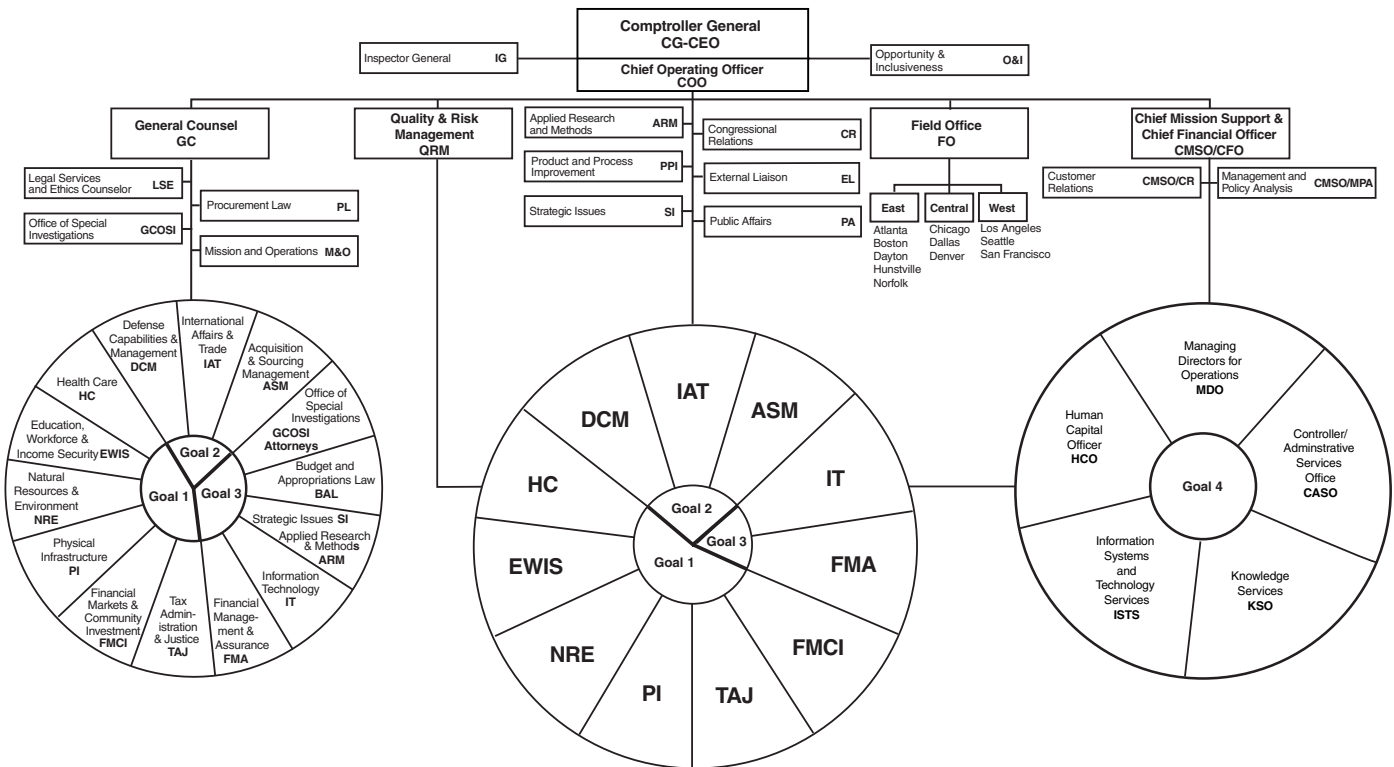 Comptroller General
CG-CEO
Chief Operating Officer
COO
Inspector General IG
Opportunity &
Inclusiveness O&I
General Counsel
GC
Quality & Risk
Management
QRM
Applied Research
and Methods ARM
Congressional
Relations CR
Product and Process
Improvement PPI
External Liaison EL
Strategic Issues SI
Public Affairs PA
Field Office
FO
East
Atlanta
Boston
Dayton
Hunstville
Norfolk
Central
Chicago
Dallas
Denver
West
Los Angeles
Seattle
San Francisco
Chief Mission Support &
Chief Financial Officer
CMSO/CFO
Customer
Relations CMSO/CR
Management and
Policy Analysis CMSO/MPA
Legal Services
and Ethics Counselor LSE
Procurement Law PL
Office of Special
Investigations GCOSI
Mission and Operations M&O
Defense
Capabilities &
Management
DCM
International
Affairs &
Trade
IAT
Acquisition
& Sourcing
Management
ASM
Office of
Special
Investigations
GCOSI
Attorneys
Budget and
Appropriations Law
BAL
Strategic Issues SI
Applied Research
& Methods
ARM
Information
Technology
IT
Financial
Manage-
ment &
Assurance
FMA
Tax
Admin-
istration
& Justice
TAJ
Financial
Markets &
Community
Investment
FMCI
Physical
Infrastructure
PI
Natural
Resources &
Environment
NRE
Education,
Workforce &
Income Security EWIS
Health Care
HC
Goal 2
Goal 1
Goal 3
IAT
ASM
IT
FMA
FMCI
TAJ
PI
NRE
EWIS
HC
DCM
Goal 2
Goal 3
Goal 1
Managing
Directors for
Operations
MDO
Controller/
Adminstrative
Services
Office
CASO
Knowledge
Services
KSO
Information
Systems
and
Technology
Services
ISTS
Human
Capital
Officer
HCO
Goal 4